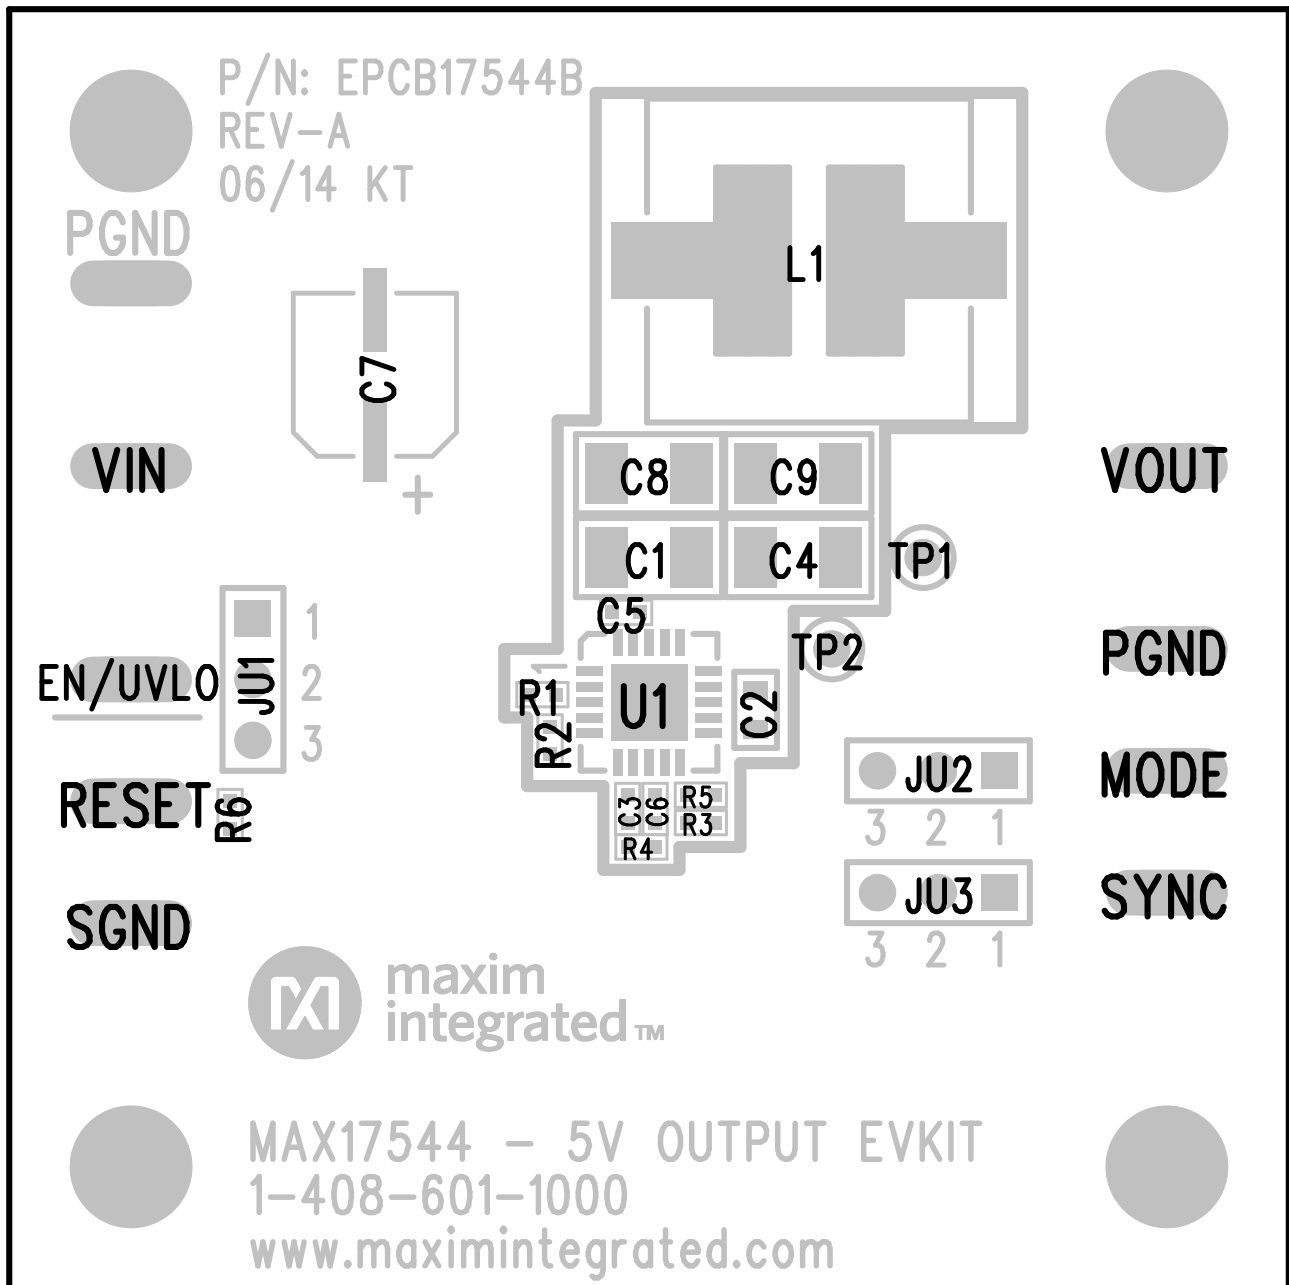 P/N: EPCB17544B
REV-A
06/14 KT
PGND
L1
C7
+
VIN
C8
C9
VOUT
C1
C4
TP1
C5
1
JU1
2
3
EN/UVLO
TP2
PGND
1
R1
U1
C2
R2
RESET
R6
C3
C6
R5
R3
R4
JU2
3 2 1
MODE
JU3
3 2 1
SYNC
SGND
maxim
integrated™
MAX17544 - 5V OUTPUT EVKIT
1-408-601-1000
www.maximintegrated.com